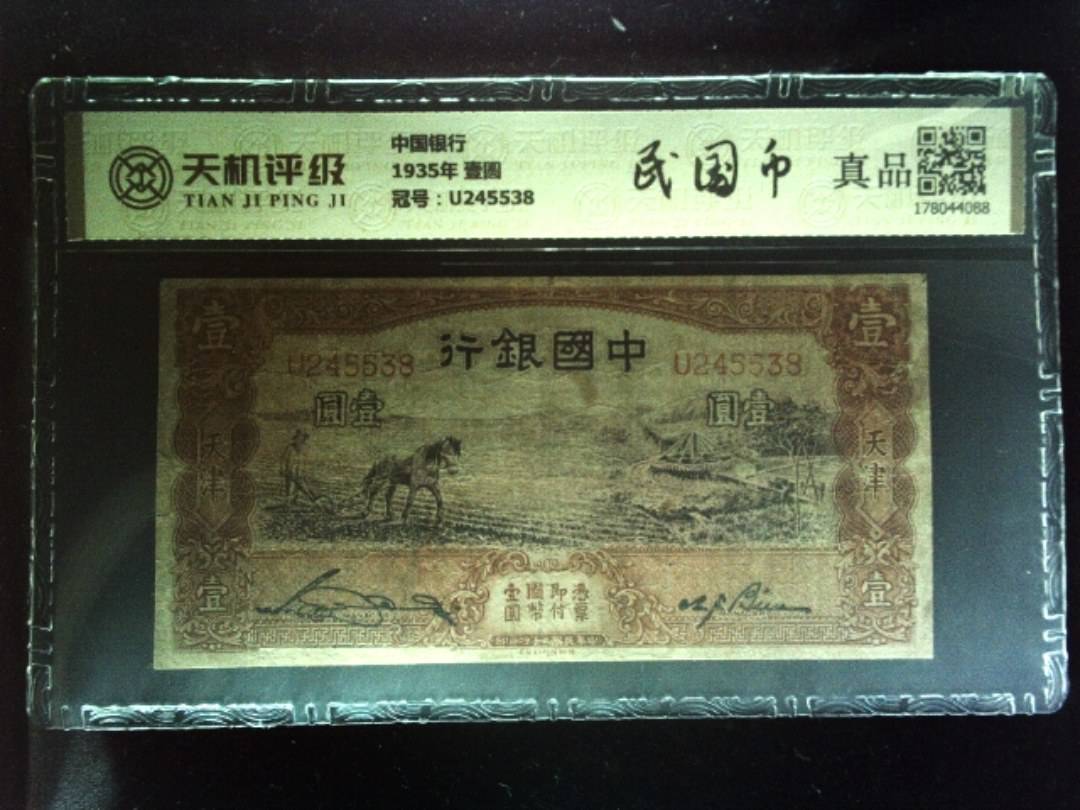 天机评级
TIAN JI PING JI
中国银行
1935年 壹圆
冠号：U245538
民国币
真品
178044088
壹 壹
行銀國中
U245538 U245538
圓壹 圓壹
天津 天津
憑票即付國幣壹圓
壹 壹